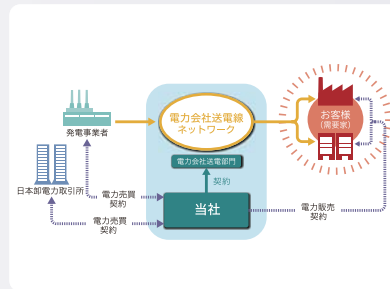 電力会社送電線
ネットワーク
お客様
(需要家)
発電事業者
電力会社送電部門
日本卸電力取引所
契約
電力売買
契約
当社
電力販売
契約
電力売買
契約